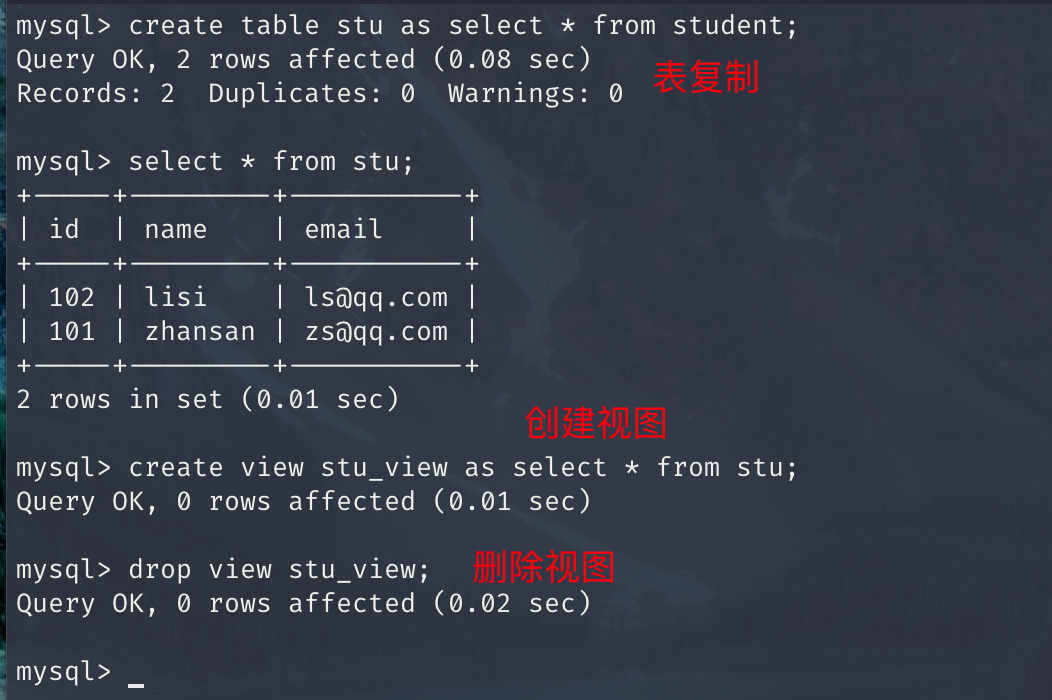 mysql> create table stu as select * from student;
Query OK, 2 rows affected (0.08 sec)
表复制
Records: 2  Duplicates: 0  Warnings: 0
mysql> select * from stu;
+-----+---------+-----------+
| id  | name    | email     |
+-----+---------+-----------+
| 102 | lisi    | ls@qq.com |
| 101 | zhansan | zs@qq.com |
+-----+---------+-----------+
2 rows in set (0.01 sec)
创建视图
mysql> create view stu_view as select * from stu;
Query OK, 0 rows affected (0.01 sec)
mysql> drop view stu_view; 删除视图
Query OK, 0 rows affected (0.02 sec)
mysql> _